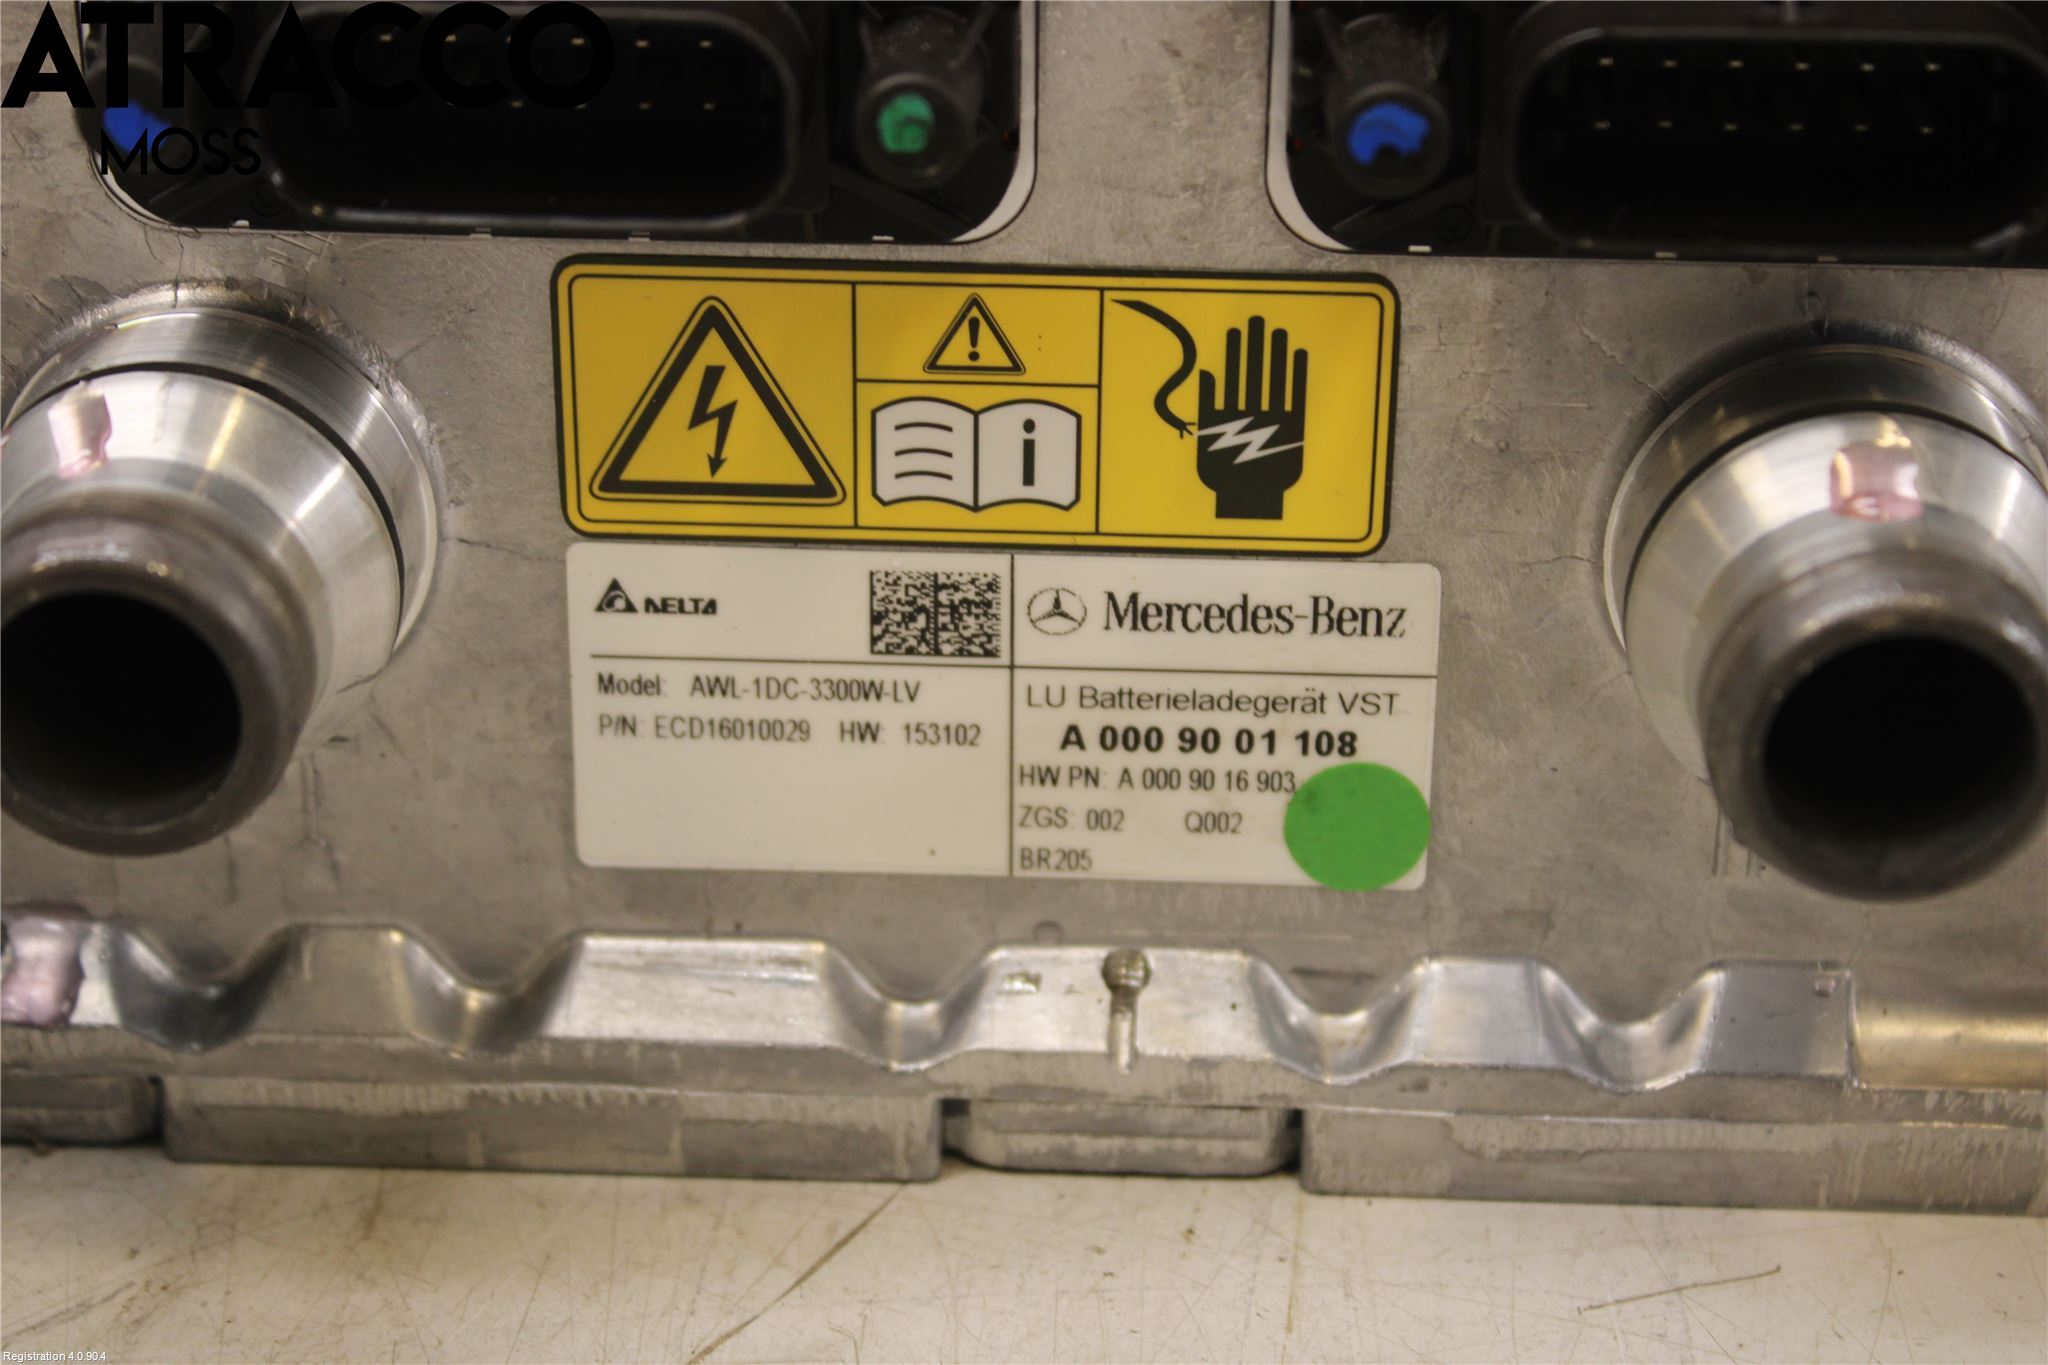 ATRACCO
MOSS
DELTA
Mercedes-Benz
Model: AWL-1DC-3300W-LV
P/N: ECD16010029 HW: 153102
LU Batterieladegerät VST
A 000 90 01 108
HW PN: A 000 90 16 903
ZGS: 002 Q002
BR205
Registration 4.0.90.4